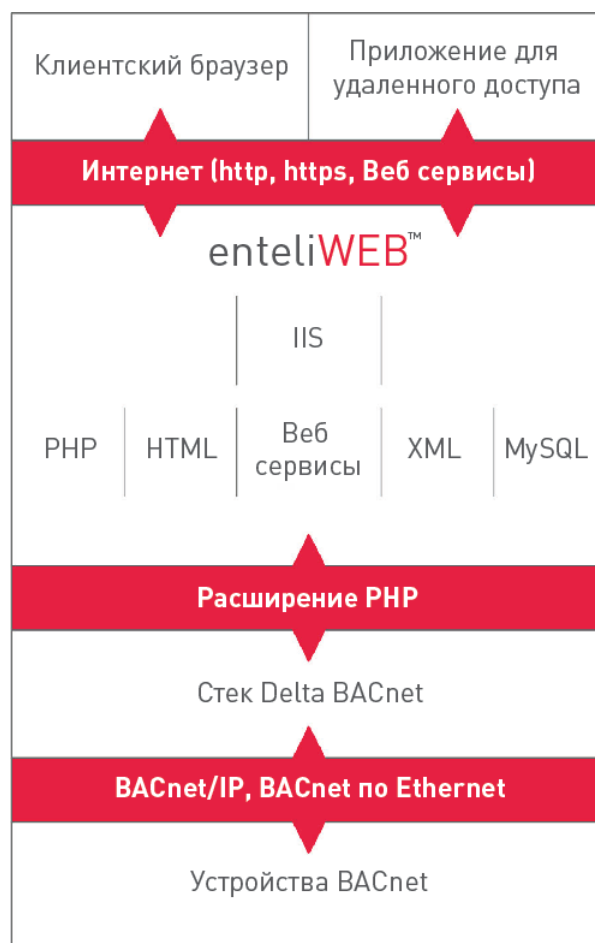 Клиентский браузер
Приложение для
удаленного доступа
Интернет (http, https, Веб сервисы)
enteliWEB™
IIS
PHP
HTML
Веб
сервисы
XML
MySQL
Расширение PHP
Стек Delta BACnet
BACnet/IP, BACnet по Ethernet
Устройства BACnet